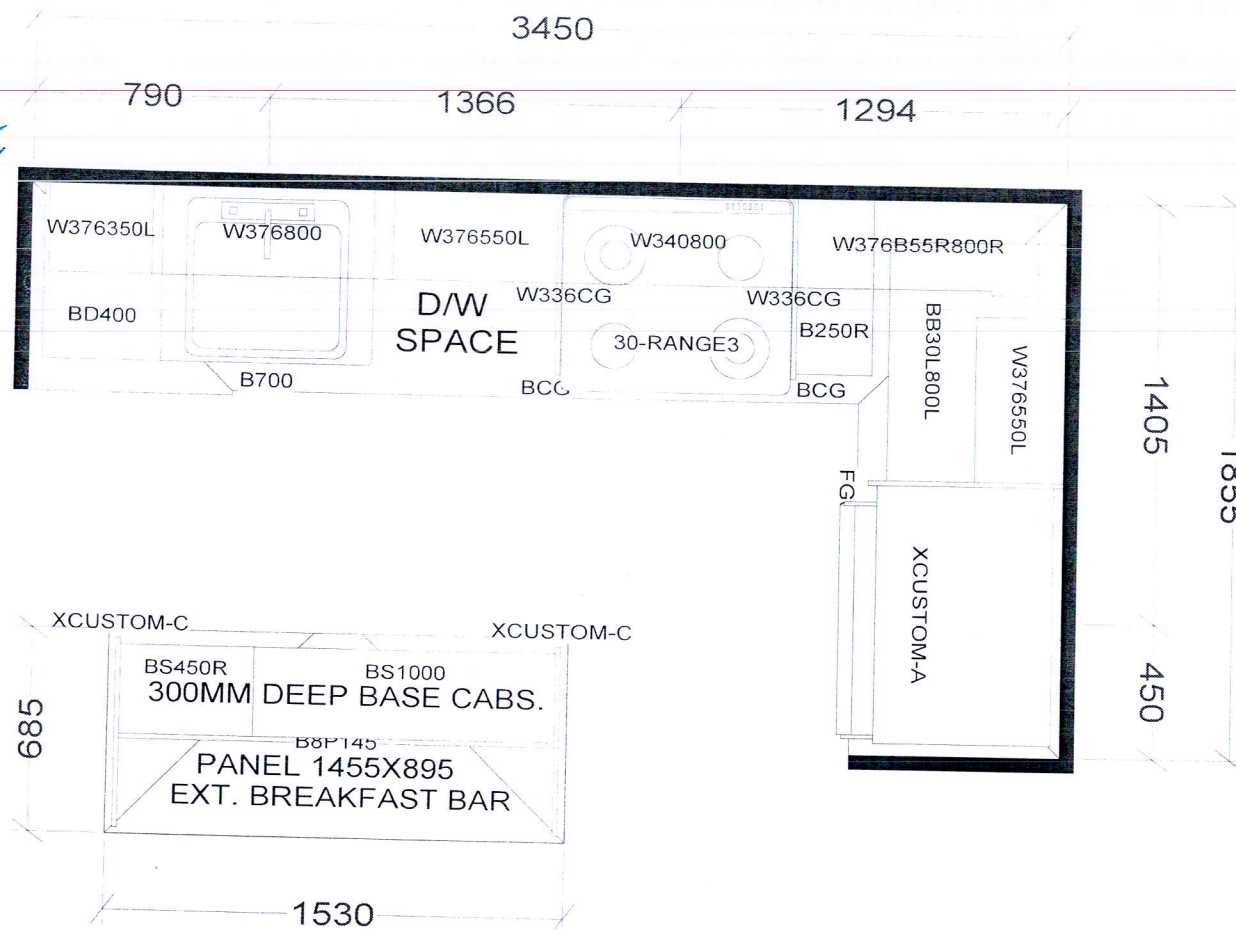 3450
790
1366
1294
W376350L
W376800
W376550L
W340800
W376B55R800R
BD400
D/W
SPACE
W336CG
W336CG
30-RANGE3
B250R
BB30L800L
W376550L
B700
BCG
BCG
1405
1855
FG
XCUSTOM-A
450
XCUSTOM-C
XCUSTOM-C
BS450R
BS1000
300MM DEEP BASE CABS.
685
B8P145
PANEL 1455X895
EXT. BREAKFAST BAR
1530